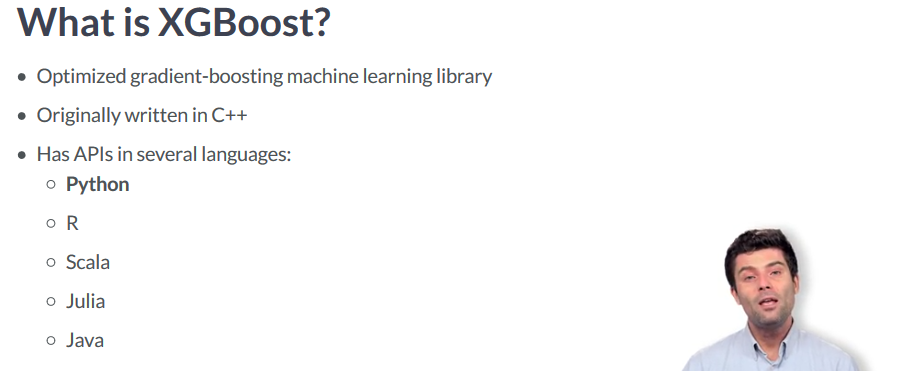 What is XGBoost?
• Optimized gradient-boosting machine learning library
• Originally written in C++
• Has APIs in several languages:
○ Python
○ R
○ Scala
○ Julia
○ Java